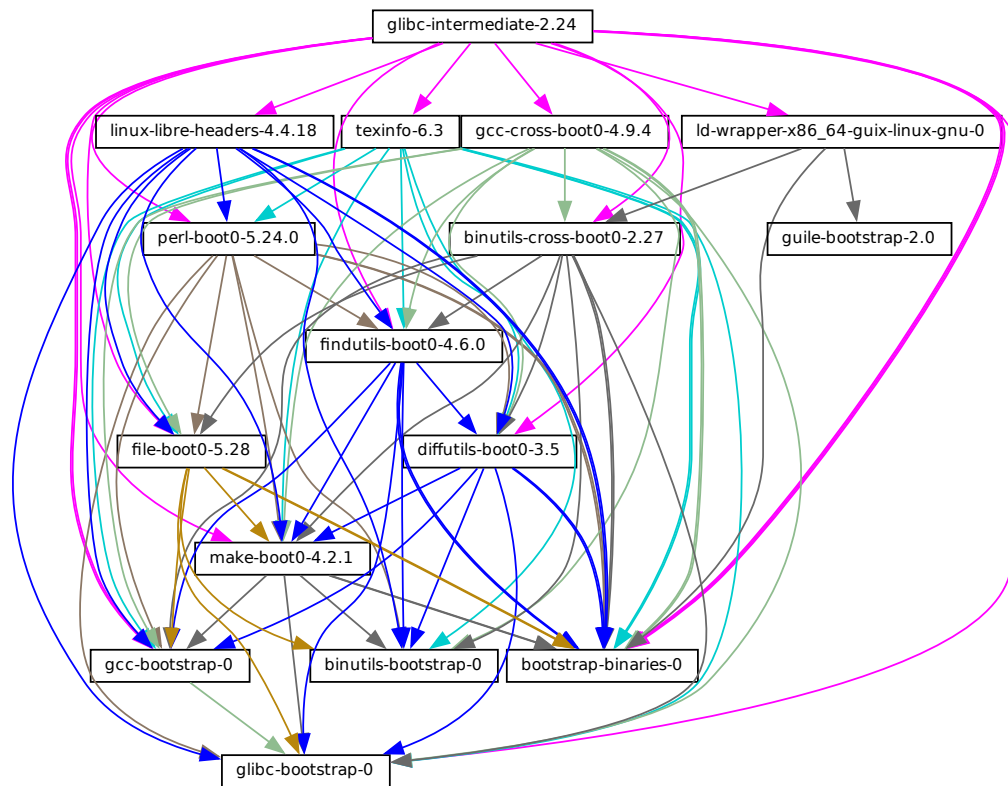 glibc-intermediate-2.24
linux-libre-headers-4.4.18
texinfo-6.3
gcc-cross-boot0-4.9.4
ld-wrapper-x86_64-guix-linux-gnu-0
perl-boot0-5.24.0
binutils-cross-boot0-2.27
guile-bootstrap-2.0
findutils-boot0-4.6.0
file-boot0-5.28
diffutils-boot0-3.5
make-boot0-4.2.1
gcc-bootstrap-0
binutils-bootstrap-0
bootstrap-binaries-0
glibc-bootstrap-0